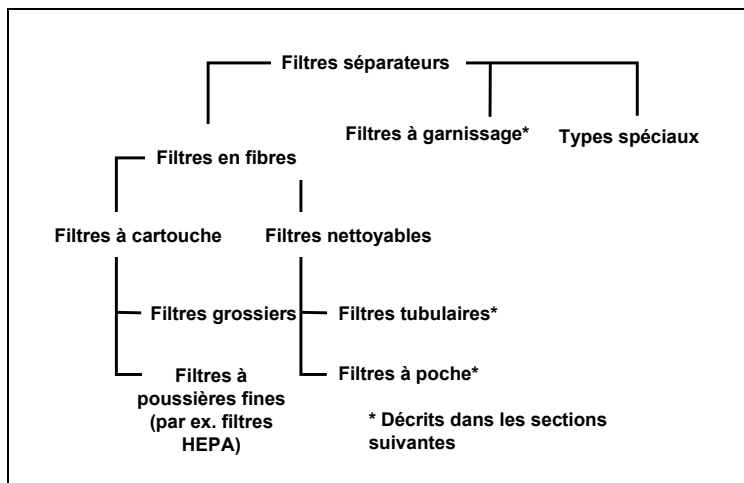 Filtres séparateurs
Filtres à garnissage*
Types spéciaux
Filtres en fibres
Filtres à cartouche
Filtres nettoyables
Filtres grossiers
Filtres tubulaires*
Filtres à
poussières fines
(par ex. filtres
HEPA)
Filtres à poche*
* Décrits dans les sections
suivantes